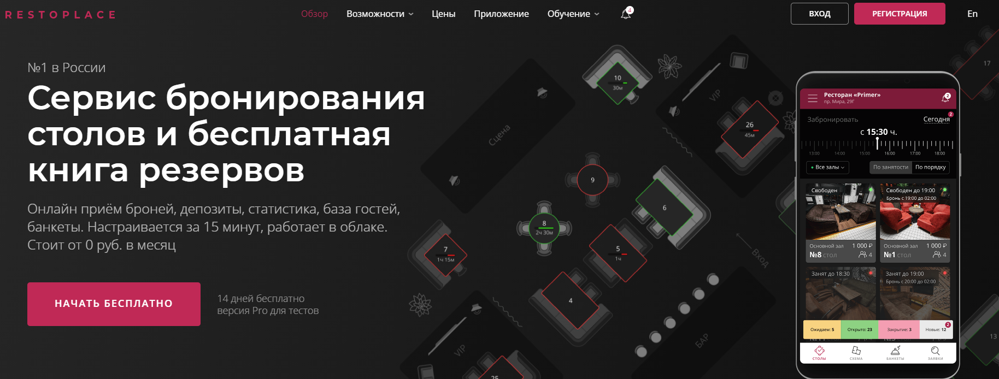 RESTOPLACE
Обзор
Возможности
Цены
Приложение
Обучение
4
ВХОД
РЕГИСТРАЦИЯ
En
№1 в России
Сервис бронирования
столов и бесплатная
книга резервов
Онлайн приём броней, депозиты, статистика, база гостей,
банкеты. Настраивается за 15 минут, работает в облаке.
Стоит от 0 руб. в месяц
НАЧАТЬ БЕСПЛАТНО
14 дней бесплатно
версия Pro для тестов
Сцена
10
30м
VIP
26
45м
17
9
6
8
2ч 30м
7
1ч 15м
5
1ч
4
Вход
БАР
VIP
25
13
Ресторан «Primer»
пр. Мира, 29Г
2
Забронировать
Сегодня
2
с 15:30 ч.
13:00 14:00 15:00 16:00 17:00 18:00
Все залы
По занятости
По порядку
Свободен
Основной зал 1 000 ₽
№8 стол 4
Свободен до 19:00
Бронь с 19:00 до 02:00
Основной зал 1 000 ₽
№1 стол 4
Занят до 18:30
Занят до 19:00
Бронь с 20:00 до 02:00
Ожидаем: 5
Открыто: 23
Закрытие: 3
Новые: 12
2
СТОЛЫ
СХЕМА
БАНКЕТЫ
ЗАЯВКИ